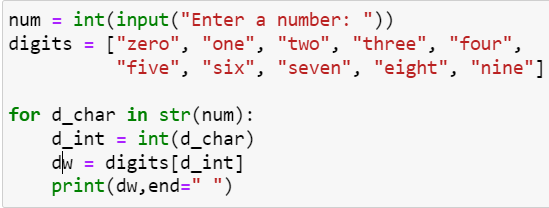 num = int(input("Enter a number: "))
digits = ["zero", "one", "two", "three", "four",
          "five", "six", "seven", "eight", "nine"]

for d_char in str(num):
    d_int = int(d_char)
    dw = digits[d_int]
    print(dw,end=" ")